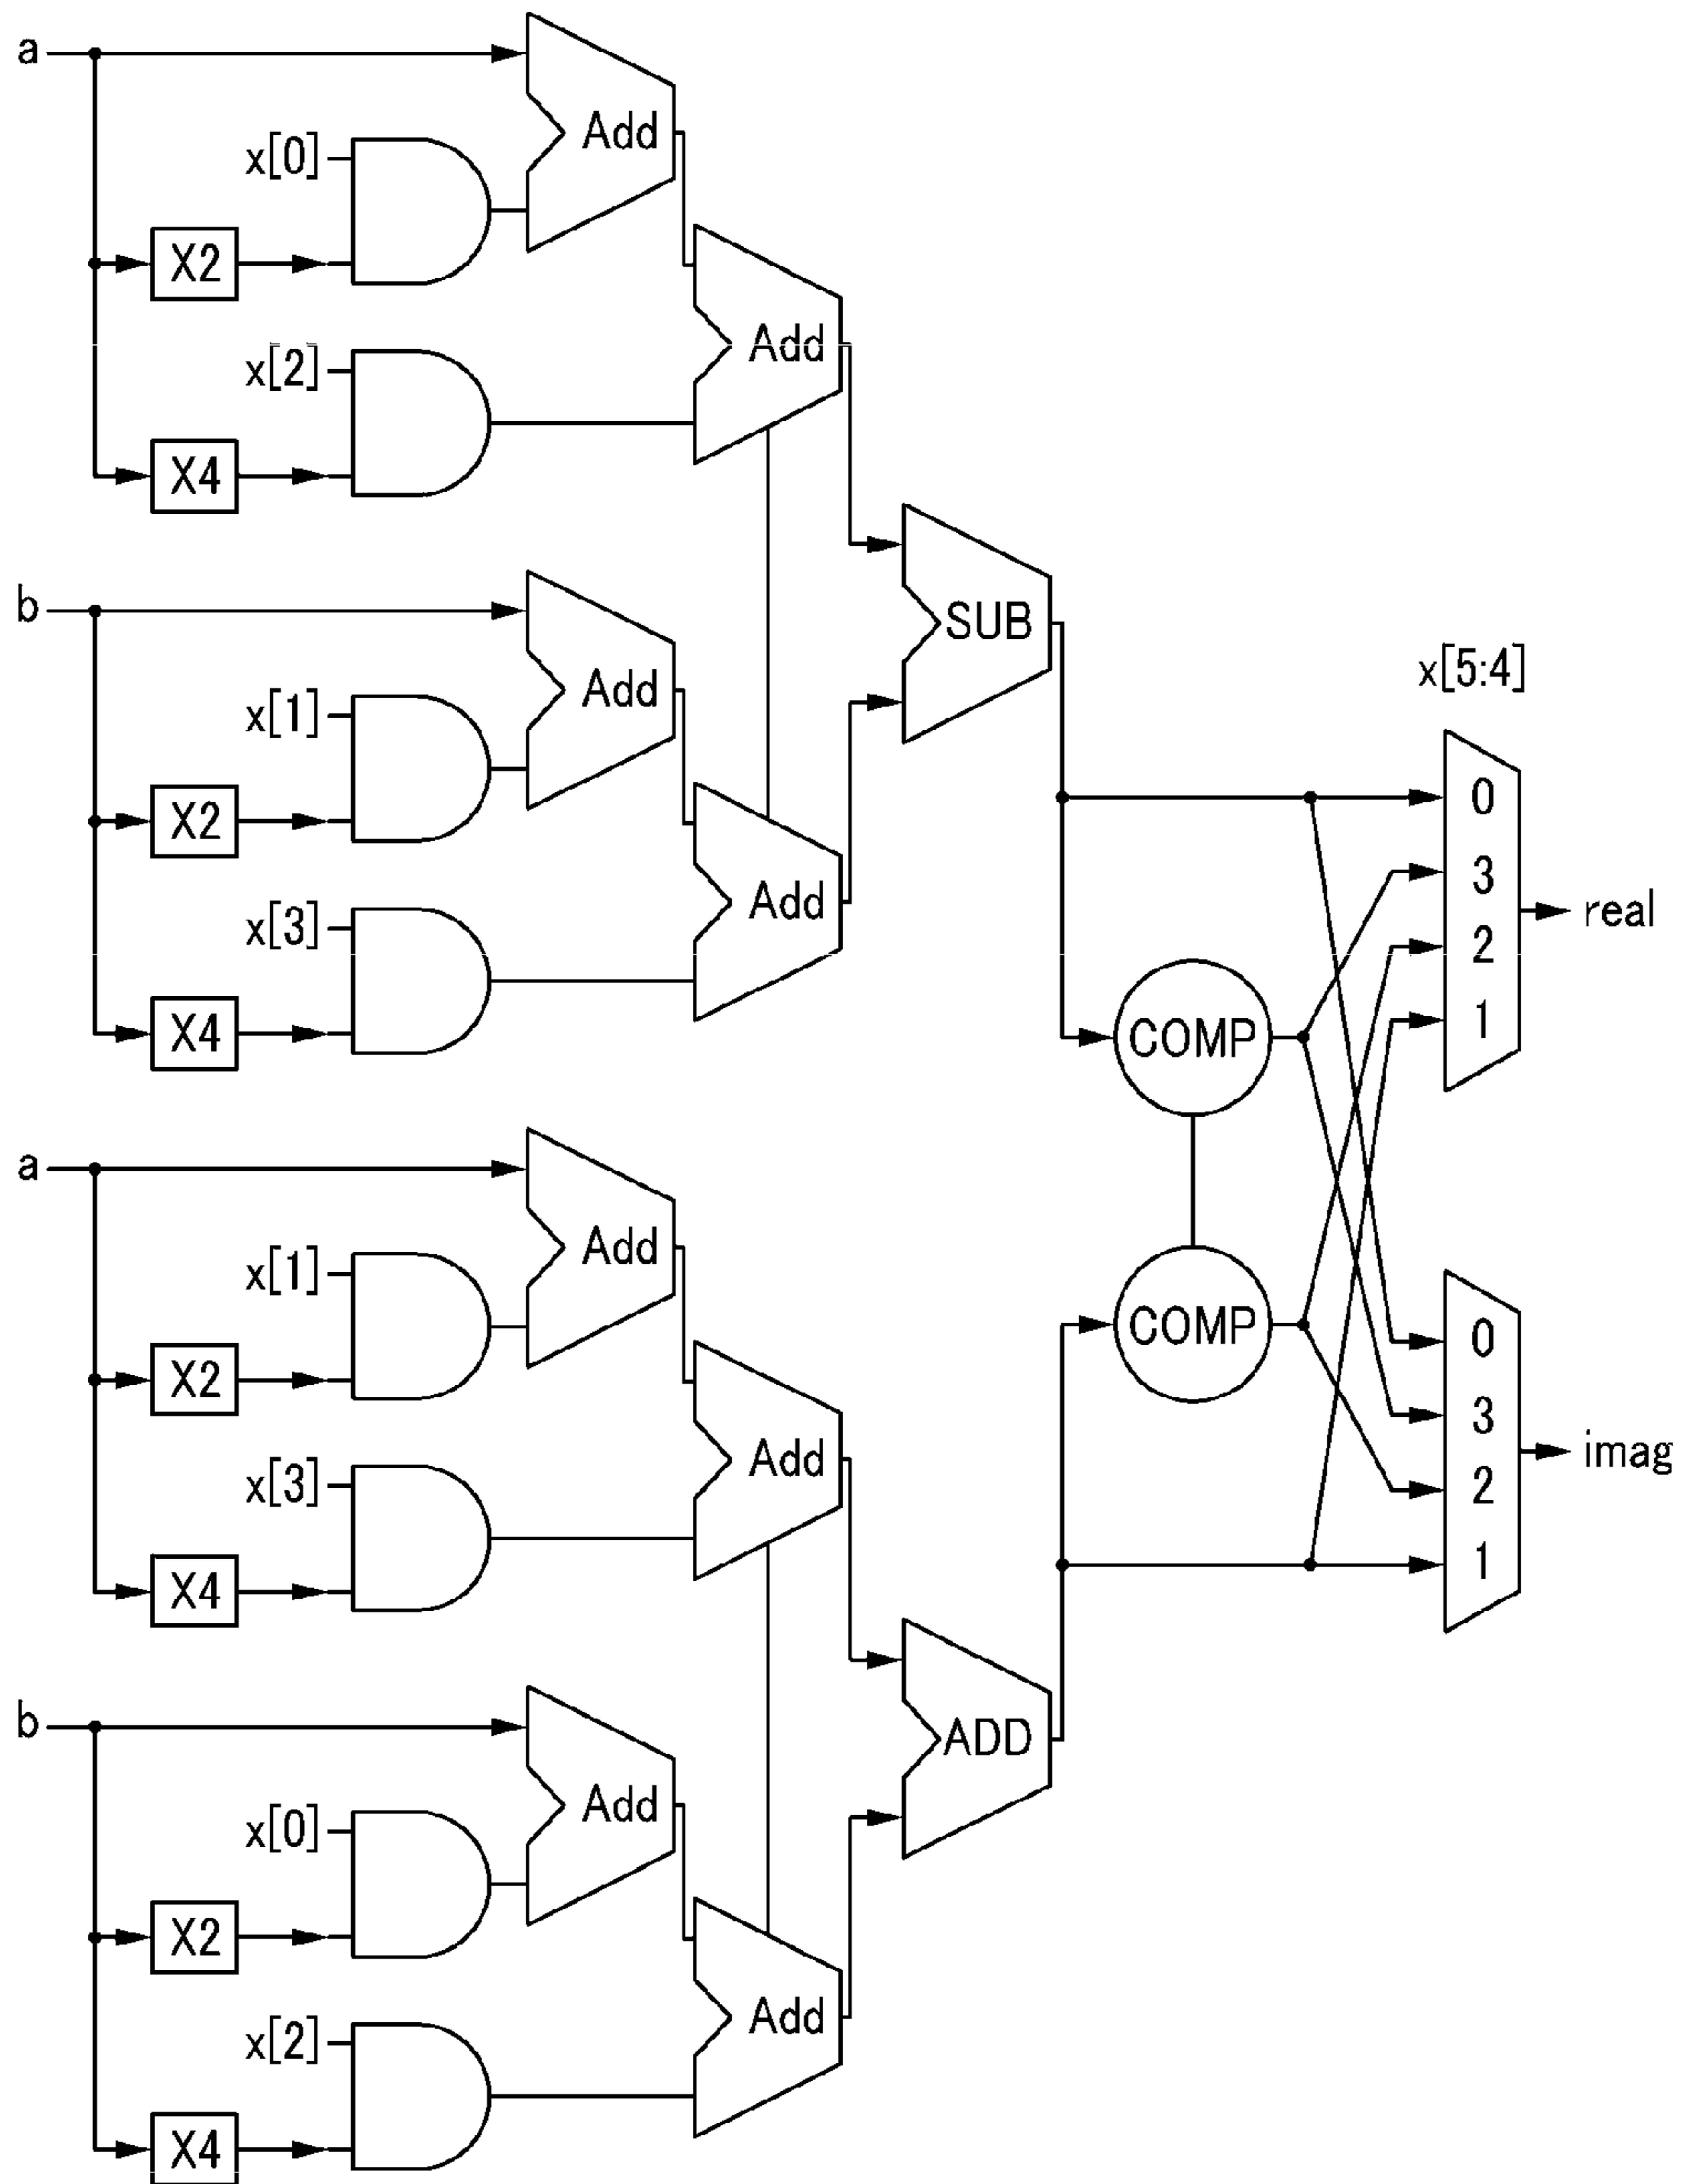 a
Add
x[0]
X2
Add
x[2]
X4
SUB
b
Add
x[1]
X2
Add
x[3]
X4
x[5:4]
0
3
2
1
real
COMP
COMP
0
3
2
1
imag
a
Add
x[1]
X2
Add
x[3]
X4
ADD
b
Add
x[0]
X2
Add
x[2]
X4